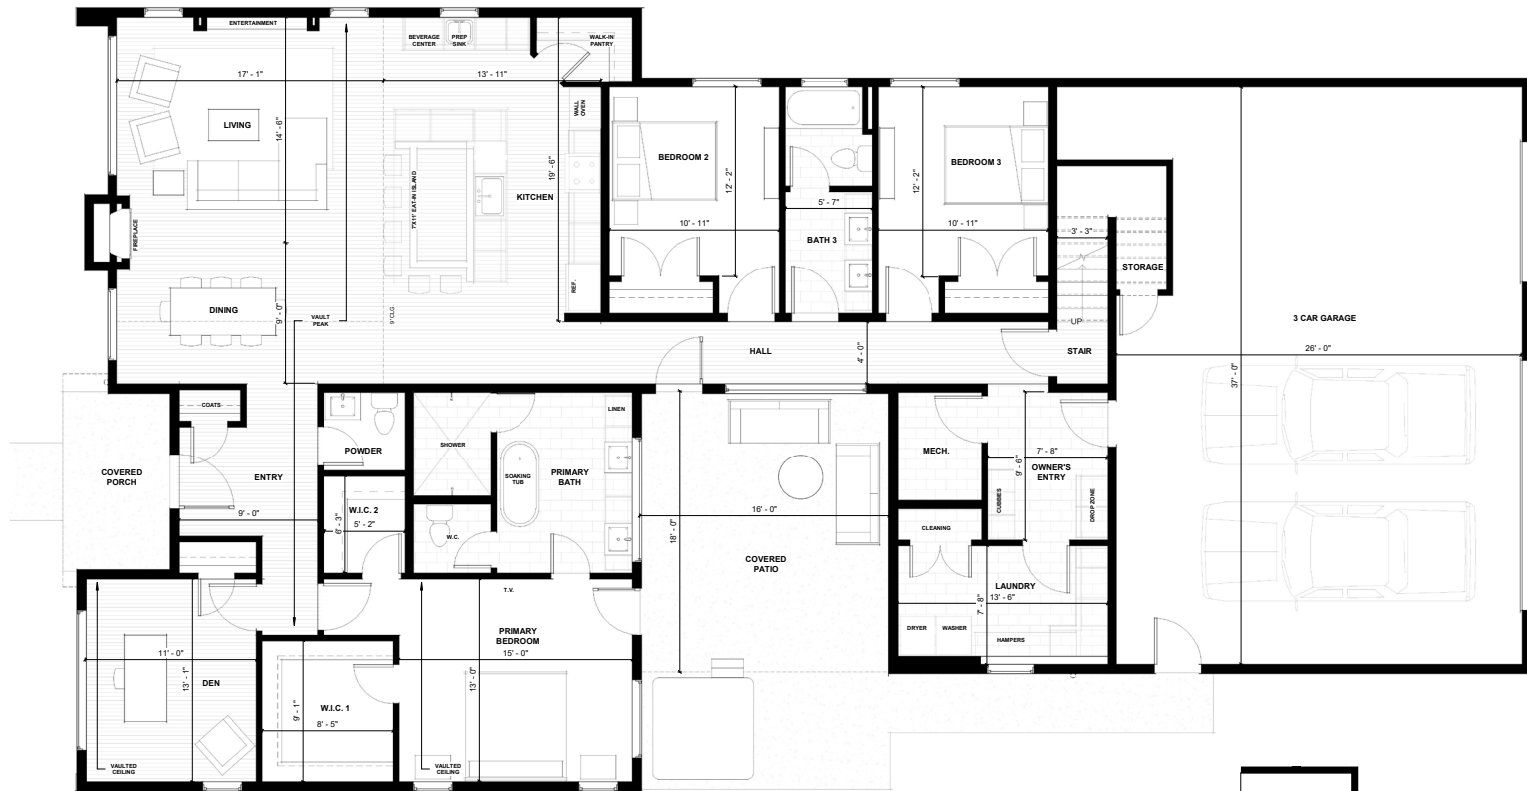 ENTERTAINMENT
BEVERAGE
CENTER
PREP
SINK
WALK-IN
PANTRY
17' - 1"
13' - 11"
WALL
OVEN
LIVING
14' - 6"
19' - 6"
BEDROOM 2
12' - 2"
10' - 11"
5' - 7"
BATH 3
BEDROOM 3
12' - 2"
10' - 11"
KITCHEN
7'X11' EAT-IN ISLAND
FIREPLACE
3' - 3"
STORAGE
REF.
DINING
9' - 0"
VAULT
PEAK
9' CLG.
UP
3 CAR GARAGE
26' - 0"
37' - 0"
HALL
4' - 0"
STAIR
COATS
LINEN
SHOWER
POWDER
COVERED
PORCH
ENTRY
SOAKING
TUB
PRIMARY
BATH
MECH.
7' - 8"
9' - 6"
OWNER'S
ENTRY
CUBBIES
DROP ZONE
9' - 0"
W.I.C. 2
6' - 3"
5' - 2"
W.C.
16' - 0"
18' - 0"
COVERED
PATIO
CLEANING
LAUNDRY
7' - 8"
13' - 6"
DRYER
WASHER
HAMPERS
T.V.
PRIMARY
BEDROOM
15' - 0"
13' - 0"
11' - 0"
13' - 1"
DEN
W.I.C. 1
9' - 1"
8' - 5"
VAULTED
CEILING
VAULTED
CEILING